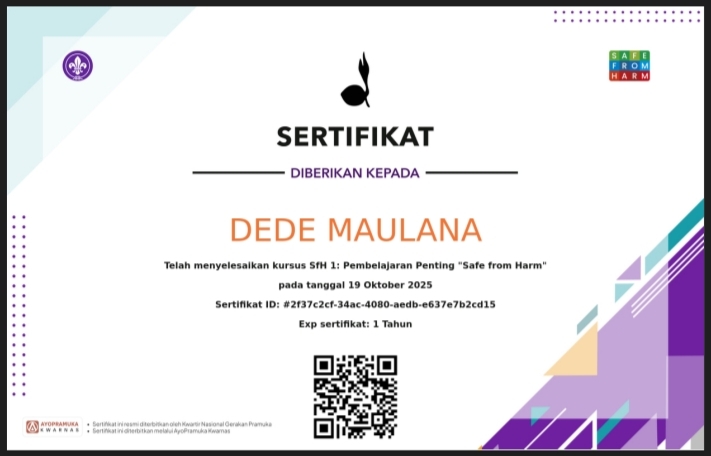 SAFE
FROM
HARM
SERTIFIKAT
DIBERIKAN KEPADA
DEDE MAULANA
Telah menyelesaikan kursus SfH 1: Pembelajaran Penting "Safe from Harm"
pada tanggal 19 Oktober 2025
Sertifikat ID: #2f37c2cf-34ac-4080-aedb-e637e7b2cd15
Exp sertifikat: 1 Tahun
AYOPRAMUKA
KWARNAS
• Sertifikat ini resmi diterbitkan oleh Kwartir Nasional Gerakan Pramuka
• Sertifikat ini diterbitkan melalui AyoPramuka Kwarnas